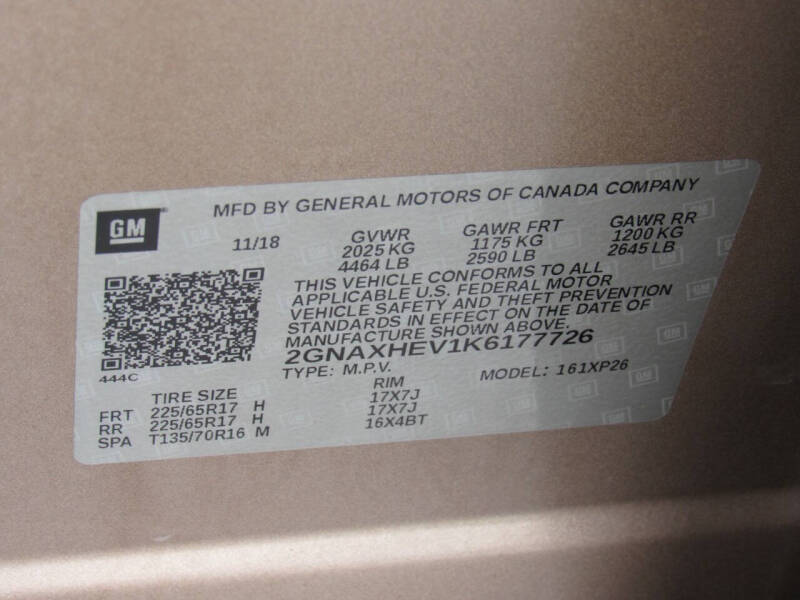 GM
MFD BY GENERAL MOTORS OF CANADA COMPANY
11/18 GVWR GAWR FRT GAWR RR
2025 KG 1175 KG 1200 KG
4464 LB 2590 LB 2645 LB
THIS VEHICLE CONFORMS TO ALL
APPLICABLE U.S. FEDERAL MOTOR
VEHICLE SAFETY AND THEFT PREVENTION
STANDARDS IN EFFECT ON THE DATE OF
MANUFACTURE SHOWN ABOVE.
2GNAXHEV1K6177726
444C
TYPE: M.P.V. MODEL: 161XP26
TIRE SIZE RIM
FRT 225/65R17 H 17X7J
RR 225/65R17 H 17X7J
SPA T135/70R16 M 16X4BT